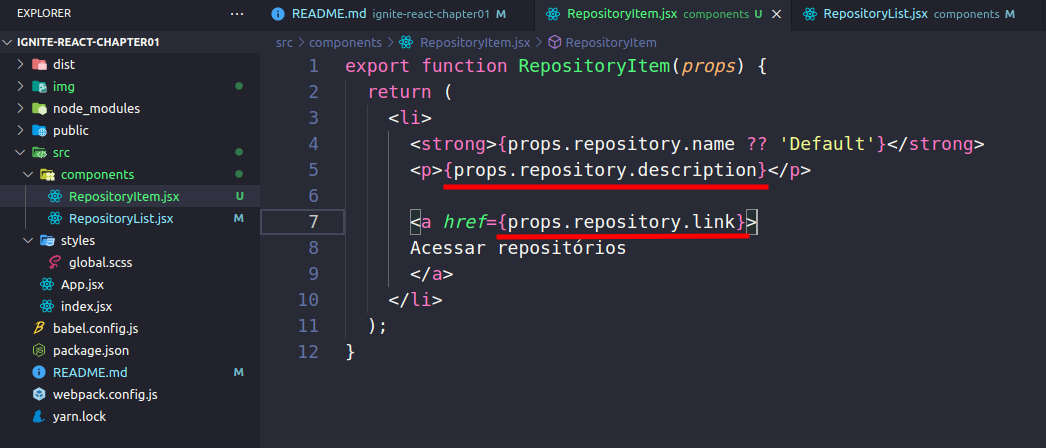 EXPLORER ...
IGNITE-REACT-CHAPTER01
dist
img
node_modules
public
src
components
RepositoryItem.jsx U
RepositoryList.jsx M
styles
global.scss
App.jsx
index.jsx
babel.config.js
package.json
README.md M
webpack.config.js
yarn.lock
README.md ignite-react-chapter01 M
RepositoryItem.jsx components U
RepositoryList.jsx components M
src > components > RepositoryItem.jsx > RepositoryItem
1 export function RepositoryItem(props) {
2 return (
3 <li>
4 <strong>{props.repository.name ?? 'Default'}</strong>
5 <p>{props.repository.description}</p>
6
7 <a href={props.repository.link}>
8 Acessar repositórios
9 </a>
10 </li>
11 );
12 }